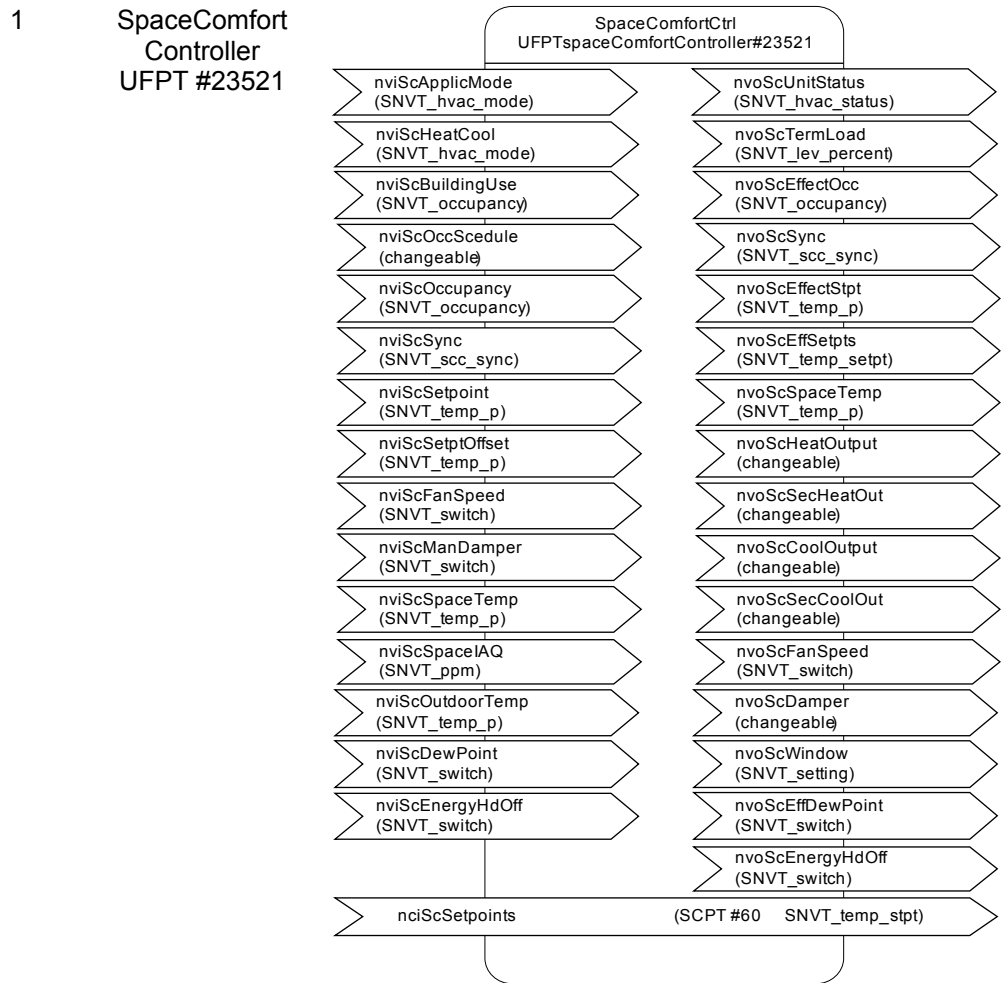 1
SpaceComfort
Controller
UFPT #23521
SpaceComfortCtrl
UFPTspaceComfortController#23521
nviScApplicMode
(SNVT_hvac_mode)
nvoScUnitStatus
(SNVT_hvac_status)
nviScHeatCool
(SNVT_hvac_mode)
nvoScTermLoad
(SNVT_lev_percent)
nviScBuildingUse
(SNVT_occupancy)
nvoScEffectOcc
(SNVT_occupancy)
nviScOccScedule
(changeable)
nvoScSync
(SNVT_scc_sync)
nviScOccupancy
(SNVT_occupancy)
nvoScEffectStpt
(SNVT_temp_p)
nviScSync
(SNVT_scc_sync)
nvoScEffSetpts
(SNVT_temp_setpt)
nviScSetpoint
(SNVT_temp_p)
nvoScSpaceTemp
(SNVT_temp_p)
nviScSetptOffset
(SNVT_temp_p)
nvoScHeatOutput
(changeable)
nviScFanSpeed
(SNVT_switch)
nvoScSecHeatOut
(changeable)
nviScManDamper
(SNVT_switch)
nvoScCoolOutput
(changeable)
nviScSpaceTemp
(SNVT_temp_p)
nvoScSecCoolOut
(changeable)
nviScSpaceIAQ
(SNVT_ppm)
nvoScFanSpeed
(SNVT_switch)
nviScOutdoorTemp
(SNVT_temp_p)
nvoScDamper
(changeable)
nviScDewPoint
(SNVT_switch)
nvoScWindow
(SNVT_setting)
nviScEnergyHdOff
(SNVT_switch)
nvoScEffDewPoint
(SNVT_switch)
nvoScEnergyHdOff
(SNVT_switch)
nciScSetpoints (SCPT #60 SNVT_temp_stpt)